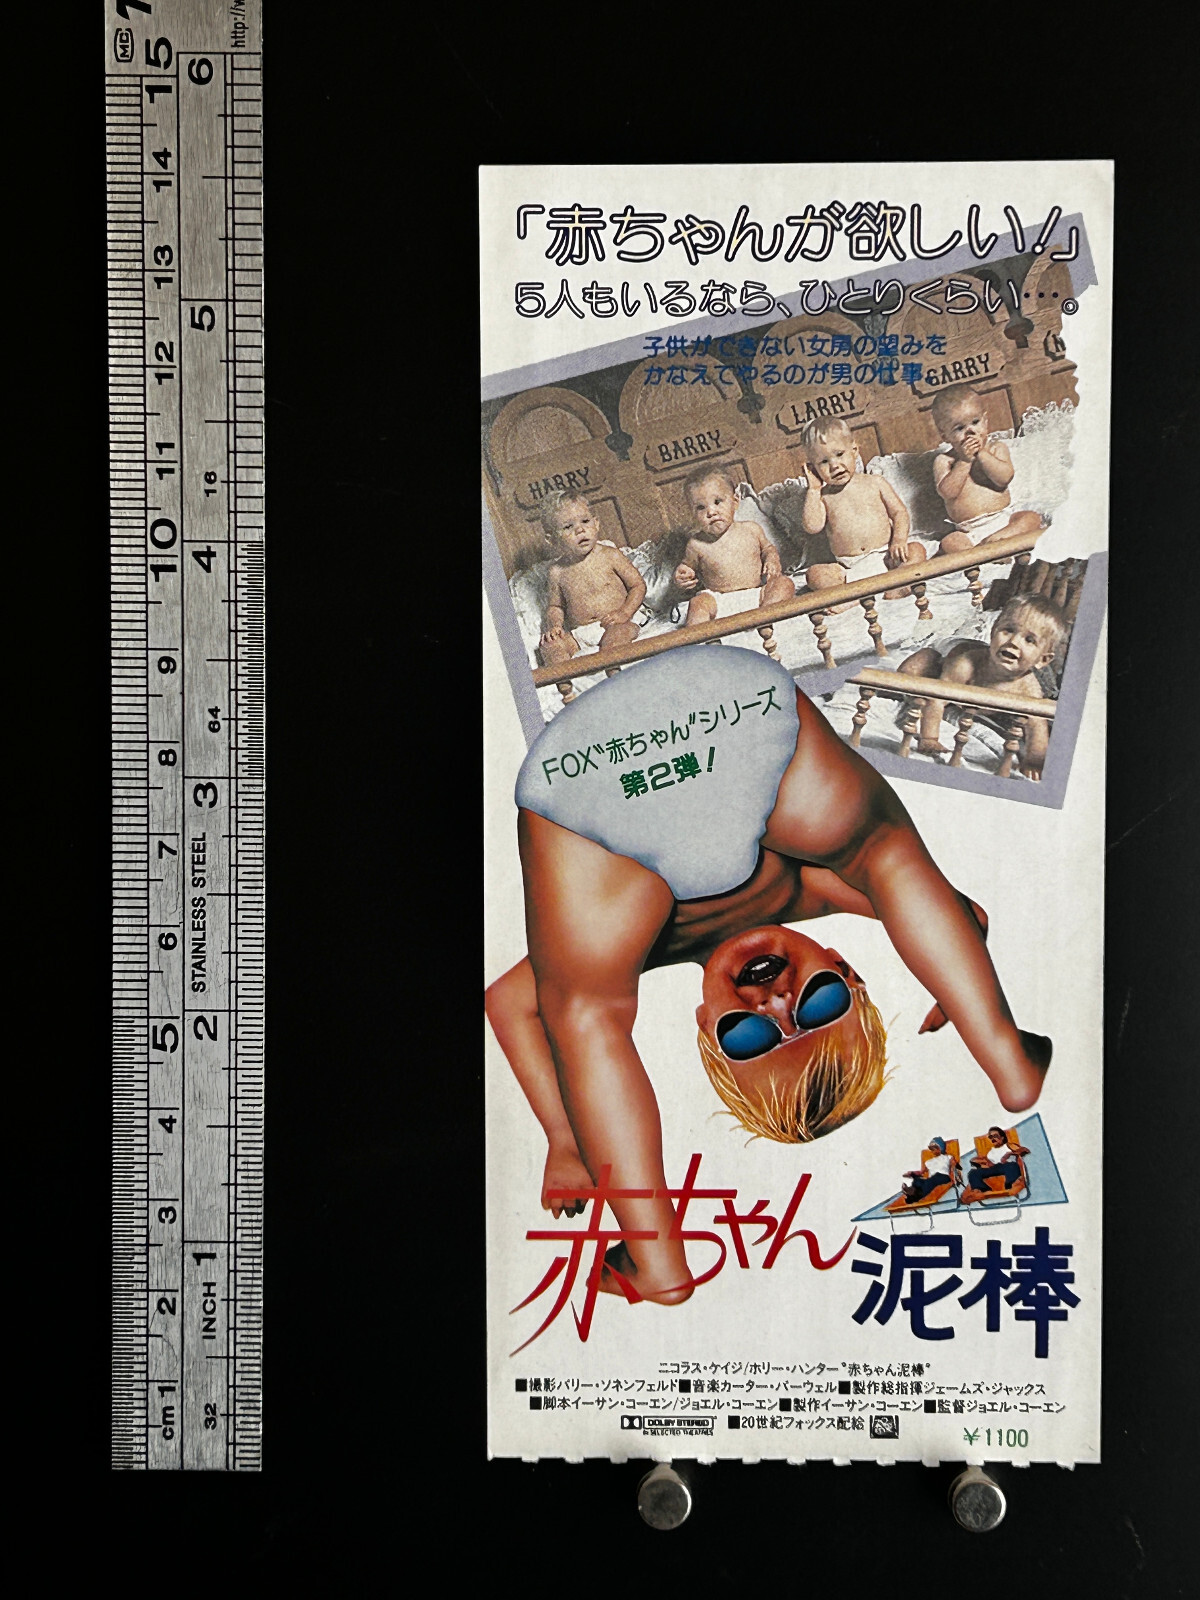 「赤ちゃんが欲しい!」
5人もいるなら、ひとりくらい…。
子供ができない女房の望みを
かなえてやるのが男の仕事。
HARRY
BARRY
LARRY
GARRY
FOX"赤ちゃん"シリーズ
第2弾!
赤ちゃん
泥棒
ニコラス・ケイジ/ホリー・ハンター"赤ちゃん泥棒"
■撮影バリー・ソネンフェルド■音楽カーター・バーウェル■製作総指揮ジェームズ・ジャックス
■脚本イーサン・コーエン/ジョエル・コーエン■製作イーサン・コーエン■監督ジョエル・コーエン
DOLBY STEREO
IN SELECTED THEATRES
■20世紀フォックス配給
¥1100
MC
http://w
15
14
13
12
11
10
9
8
7
6
5
4
3
2
cm 1
6
5
16
4
64
3
STAINLESS STEEL
2
1
INCH
32